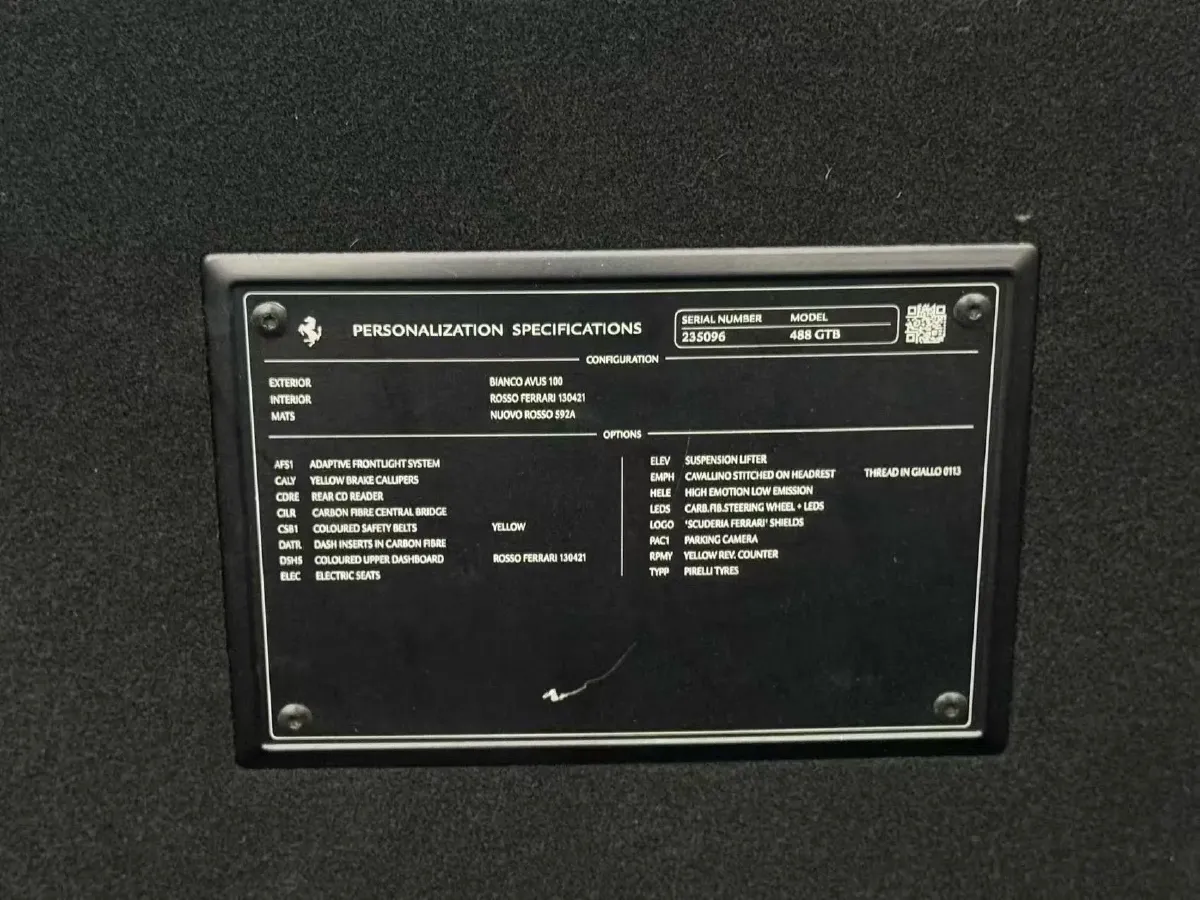 PERSONALIZATION SPECIFICATIONS
SERIAL NUMBER MODEL
235096 488 GTB
CONFIGURATION
EXTERIOR BIANCO AVUS 100
INTERIOR ROSSO FERRARI 130421
MATS NUOVO ROSSO 592A
OPTIONS
AFS1 ADAPTIVE FRONTLIGHT SYSTEM
CALY YELLOW BRAKE CALLIPERS
CDRE REAR CD READER
CILR CARBON FIBRE CENTRAL BRIDGE
CSB1 COLOURED SAFETY BELTS YELLOW
DATR DASH INSERTS IN CARBON FIBRE
DSH5 COLOURED UPPER DASHBOARD ROSSO FERRARI 130421
ELEC ELECTRIC SEATS
ELEV SUSPENSION LIFTER
EMPH CAVALLINO STITCHED ON HEADREST THREAD IN GIALLO 0113
HELE HIGH EMOTION LOW EMISSION
LEDS CARB.FIB.STEERING WHEEL + LEDS
LOGO 'SCUDERIA FERRARI' SHIELDS
PAC1 PARKING CAMERA
RPMY YELLOW REV. COUNTER
TYPP PIRELLI TYRES